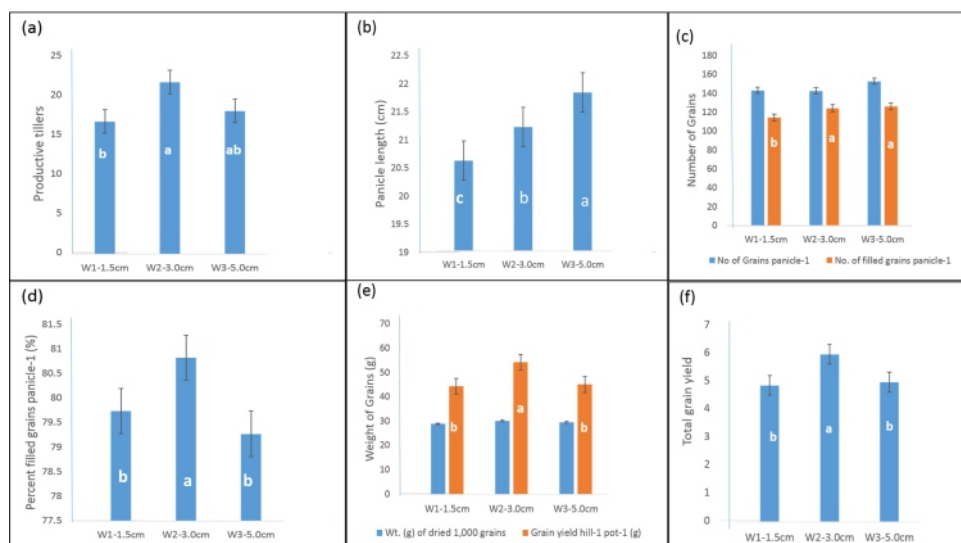 (a)
Productive tillers
25
20
15
10
5
0
b
a
ab
W1-1.5cm W2-3.0cm W3-5.0cm
(b)
Panicle length (cm)
22.5
22
21.5
21
20.5
20
19.5
19
c
b
a
W1-1.5cm W2-3.0cm W3-5.0cm
(c)
Number of Grains
180
160
140
120
100
80
60
40
20
0
b
a
a
W1-1.5cm W2-3.0cm W3-5.0cm
No of Grains panicle-1 No. of filled grains panicle-1
(d)
Percent filled grains panicle-1 (%)
81.5
81
80.5
80
79.5
79
78.5
78
77.5
b
a
b
W1-1.5cm W2-3.0cm W3-5.0cm
(e)
Weight of Grains (g)
70
60
50
40
30
20
10
0
b
a
b
W1-1.5cm W2-3.0cm W3-5.0cm
Wt. (g) of dried 1,000 grains Grain yield hill-1 pot-1 (g)
(f)
Total grain yield
7
6
5
4
3
2
1
0
b
a
b
W1-1.5cm W2-3.0cm W3-5.0cm